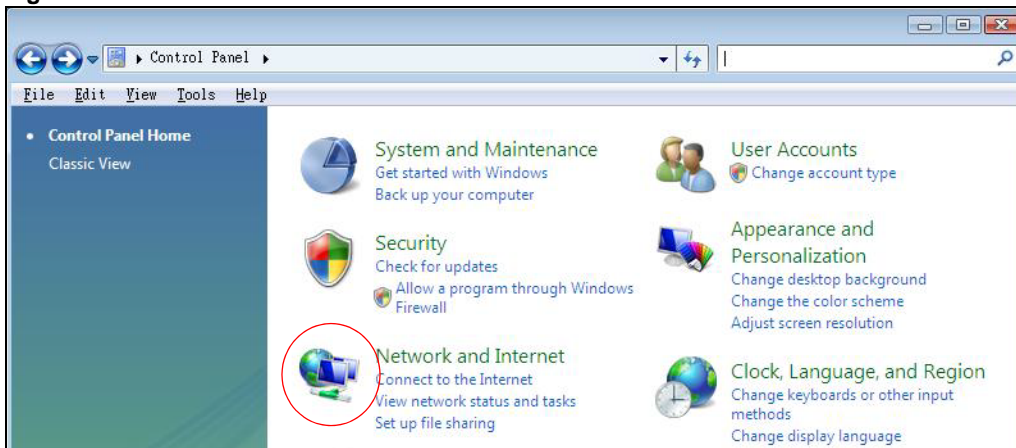 Control Panel
File Edit View Tools Help
Control Panel Home
Classic View
System and Maintenance
Get started with Windows
Back up your computer
Security
Check for updates
Allow a program through Windows
Firewall
Network and Internet
Connect to the Internet
View network status and tasks
Set up file sharing
User Accounts
Change account type
Appearance and
Personalization
Change desktop background
Change the color scheme
Adjust screen resolution
Clock, Language, and Region
Change keyboards or other input
methods
Change display language